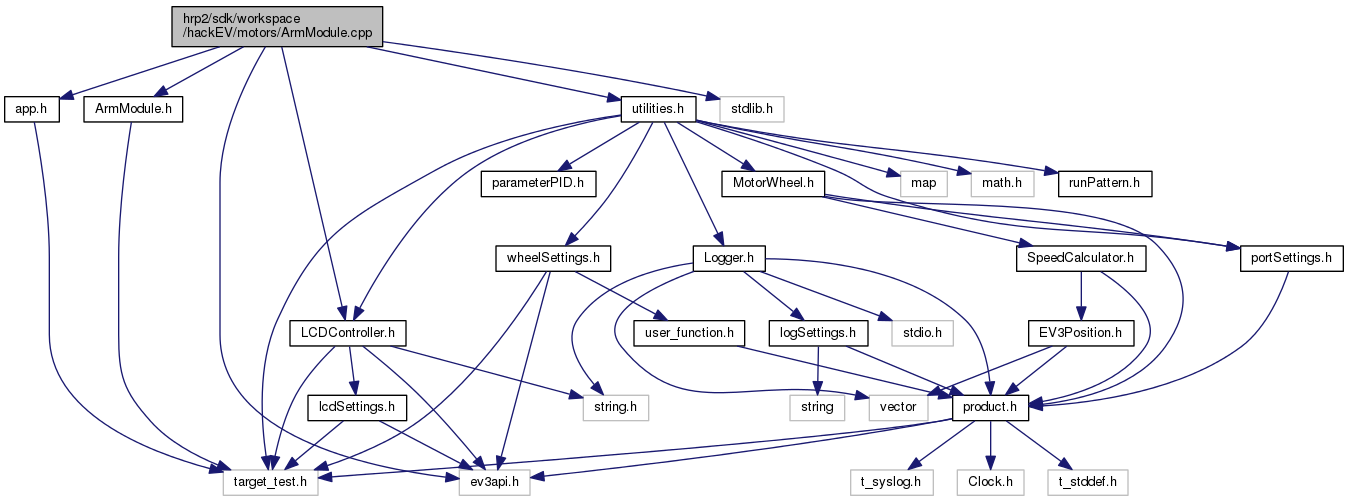 hrp2/sdk/workspace
/hackEV/motors/ArmModule.cpp
app.h
ArmModule.h
utilities.h
stdlib.h
parameterPID.h
MotorWheel.h
map
math.h
runPattern.h
wheelSettings.h
Logger.h
SpeedCalculator.h
portSettings.h
LCDController.h
user_function.h
logSettings.h
stdio.h
EV3Position.h
lcdSettings.h
string.h
string
vector
product.h
target_test.h
ev3api.h
t_syslog.h
Clock.h
t_stddef.h